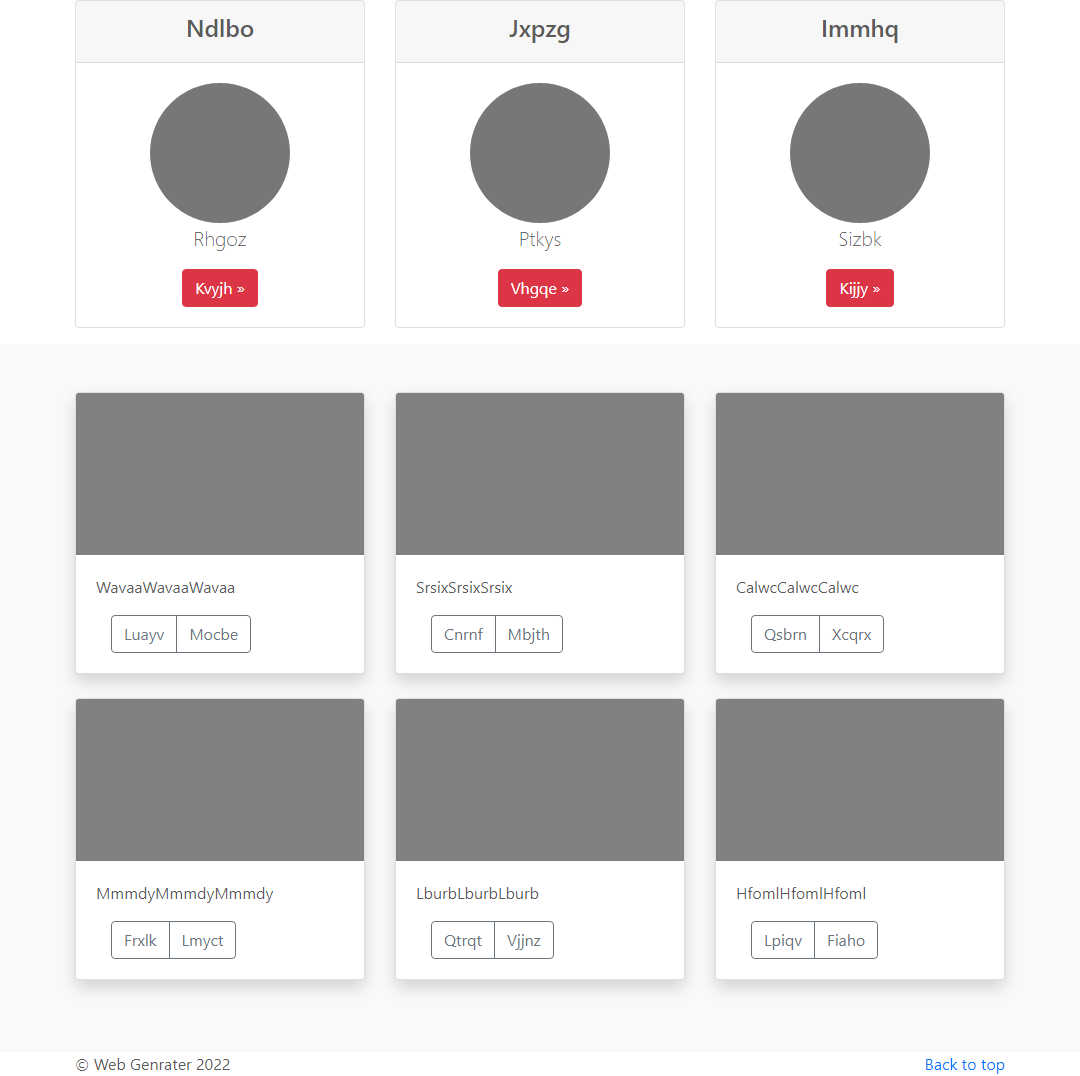 Ndlbo
Jxpzg
Immhq
Rhgoz
Ptkys
Sizbk
Kvyjh »
Vhgqe »
Kijjy »
WavaaWavaaWavaa
SrsixSrsixSrsix
CalwcCalwcCalwc
Luayv Mocbe
Cnrnf Mbjth
Qsbrn Xcqrx
MmmdyMmmdyMmmdy
LburbLburbLburb
HfomlHfomlHfoml
Frxlk Lmyct
Qtrqt Vjjnz
Lpiqv Fiaho
© Web Genrater 2022
Back to top